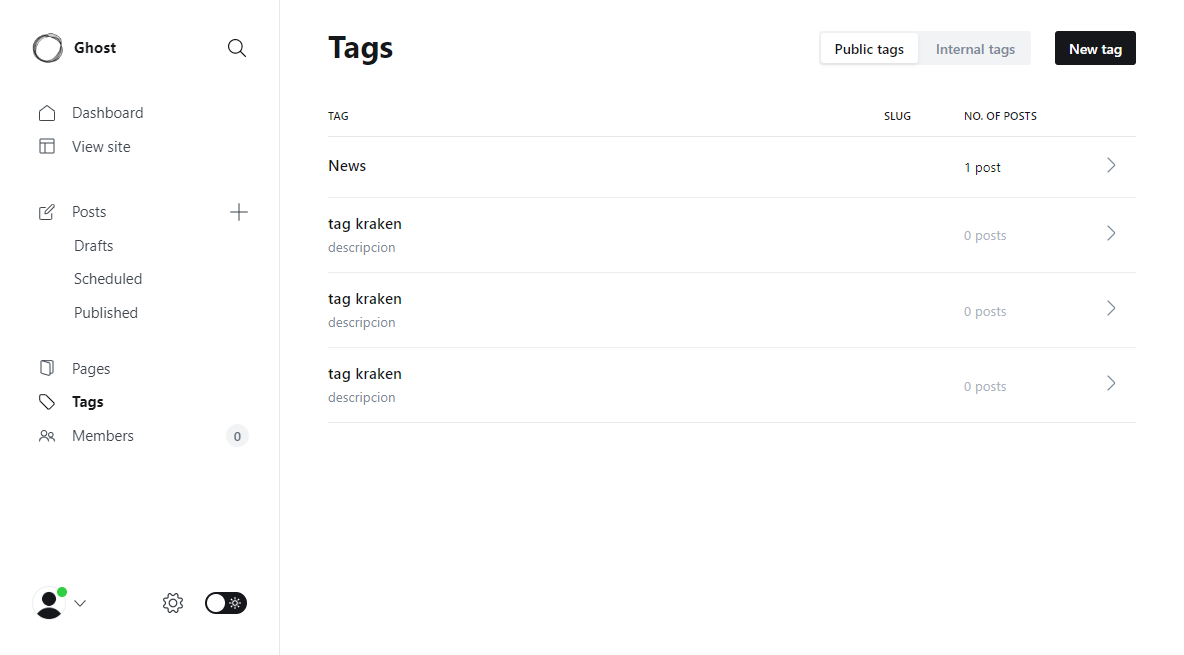 Ghost
Dashboard
View site
Posts
Drafts
Scheduled
Published
Pages
Tags
Members
0
Tags
Public tags
Internal tags
New tag
TAG
SLUG
NO. OF POSTS
News
1 post
tag kraken
descripcion
0 posts
tag kraken
descripcion
0 posts
tag kraken
descripcion
0 posts